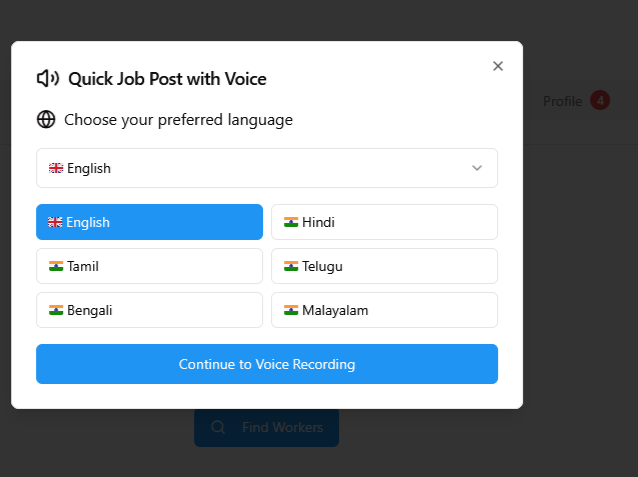 Quick Job Post with Voice
Profile 4
Choose your preferred language
English
English
Hindi
Tamil
Telugu
Bengali
Malayalam
Continue to Voice Recording
Find Workers